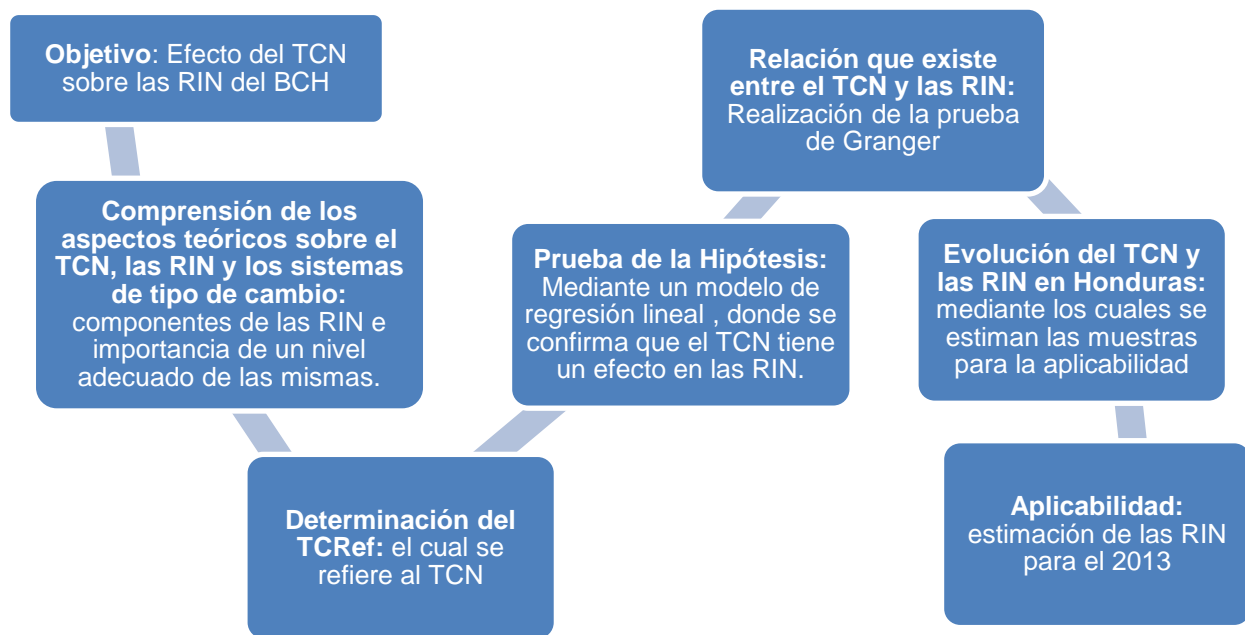 Objetivo: Efecto del TCN
sobre las RIN del BCH
Comprensión de los
aspectos teóricos sobre el
TCN, las RIN y los sistemas
de tipo de cambio:
componentes de las RIN e
importancia de un nivel
adecuado de las mismas.
Determinación del
TCRef: el cual se
refiere al TCN
Prueba de la Hipótesis:
Mediante un modelo de
regresión lineal , donde se
confirma que el TCN tiene
un efecto en las RIN.
Relación que existe
entre el TCN y las RIN:
Realización de la prueba
de Granger
Evolución del TCN y
las RIN en Honduras:
mediante los cuales se
estiman las muestras
para la aplicabilidad
Aplicabilidad:
estimación de las RIN
para el 2013